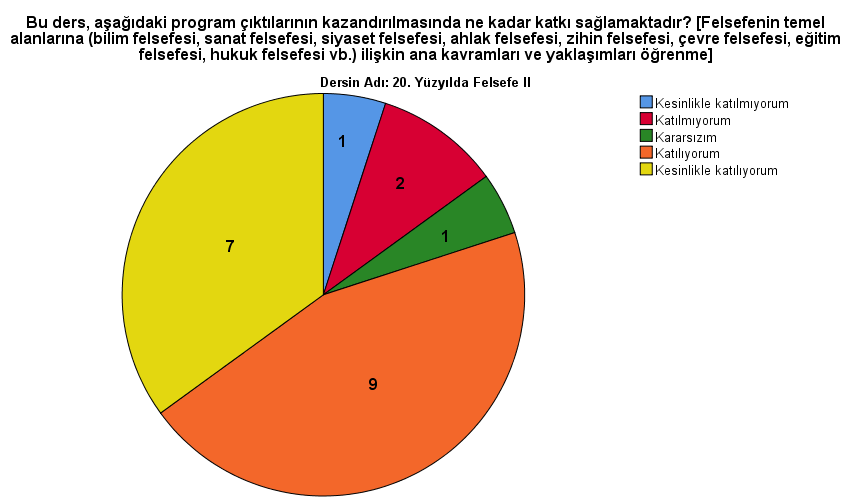 Bu ders, aşağıdaki program çıktılarının kazandırılmasında ne kadar katkı sağlamaktadır? [Felsefenin temel
alanlarına (bilim felsefesi, sanat felsefesi, siyaset felsefesi, ahlak felsefesi, zihin felsefesi, çevre felsefesi, eğitim
felsefesi, hukuk felsefesi vb.) ilişkin ana kavramları ve yaklaşımları öğrenme]
Dersin Adı: 20. Yüzyılda Felsefe II
Kesinlikle katılmıyorum
Katılmıyorum
Kararsızım
Katılıyorum
Kesinlikle katılıyorum
1
2
1
7
9